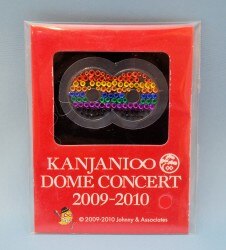 KANJANI∞
DOME CONCERT
2009-2010
© 2009-2010 Johnny & Associates